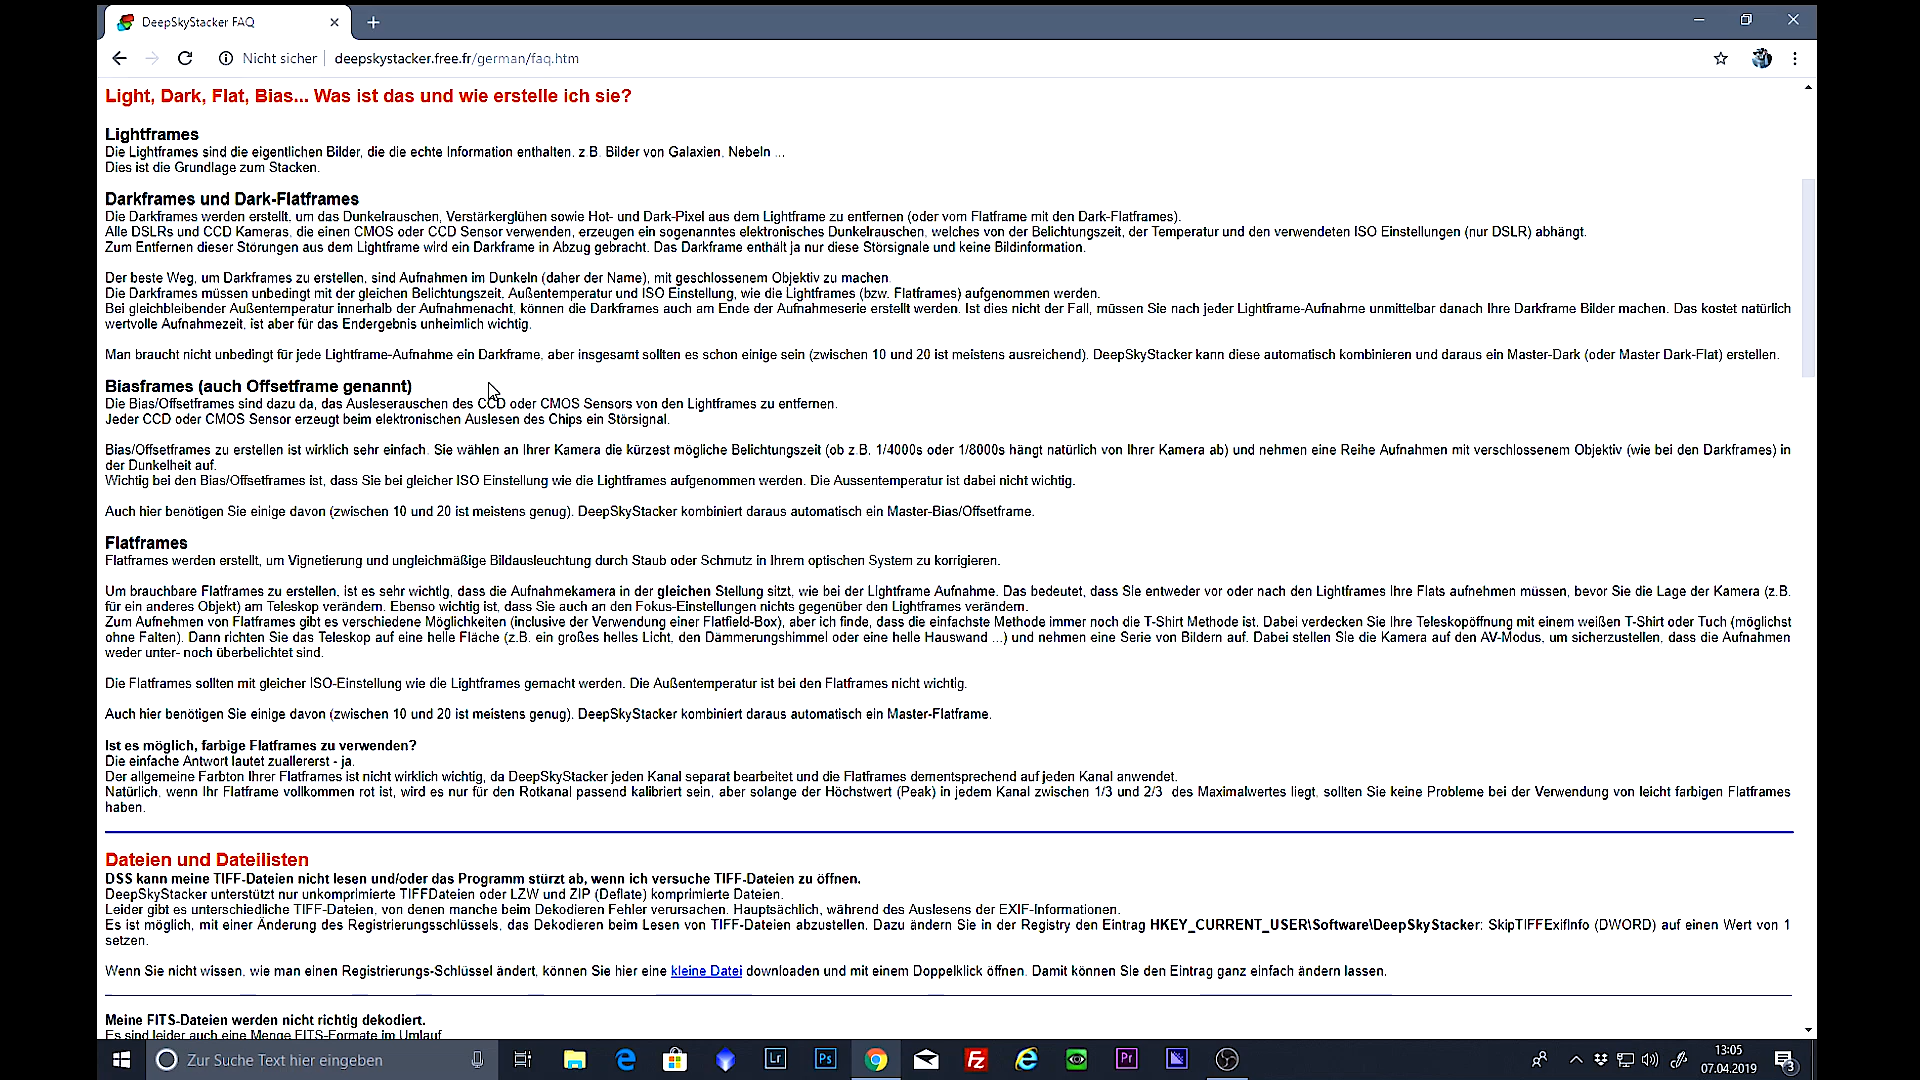 DeepSkyStacker FAQ
Nicht sicher
deepskystacker.free.fr/german/faq.htm
Light, Dark, Flat, Bias... Was ist das und wie erstelle ich sie?
Lightframes
Die Lightframes sind die eigentlichen Bilder, die die echte Information enthalten. z B. Bilder von Galaxien, Nebeln ...
Dies ist die Grundlage zum Stacken.
Darkframes und Dark-Flatframes
Die Darkframes werden erstellt, um das Dunkelrauschen, Verstärkerglühen sowie Hot- und Dark-Pixel aus dem Lightframe zu entfernen (oder vom Flatframe mit den Dark-Flatframes).
Alle DSLRs und CCD Kameras, die einen CMOS oder CCD Sensor verwenden, erzeugen ein sogenanntes elektronisches Dunkelrauschen, welches von der Belichtungszeit, der Temperatur und den verwendeten ISO Einstellungen (nur DSLR) abhängt.
Zum Entfernen dieser Störungen aus dem Lightframe wird ein Darkframe in Abzug gebracht. Das Darkframe enthält ja nur diese Störsignale und keine Bildinformation.
Der beste Weg, um Darkframes zu erstellen, sind Aufnahmen im Dunkeln (daher der Name), mit geschlossenem Objektiv zu machen.
Die Darkframes müssen unbedingt mit der gleichen Belichtungszeit, Außentemperatur und ISO Einstellung, wie die Lightframes (bzw. Flatframes) aufgenommen werden.
Bei gleichbleibender Außentemperatur innerhalb der Aufnahmenacht, können die Darkframes auch am Ende der Aufnahmeserie erstellt werden. Ist dies nicht der Fall, müssen Sie nach jeder Lightframe-Aufnahme unmittelbar danach Ihre Darkframe Bilder machen. Das kostet natürlich
wertvolle Aufnahmezeit, ist aber für das Endergebnis unheimlich wichtig.
Man braucht nicht unbedingt für jede Lightframe-Aufnahme ein Darkframe, aber insgesamt sollten es schon einige sein (zwischen 10 und 20 ist meistens ausreichend). DeepSkyStacker kann diese automatisch kombinieren und daraus ein Master-Dark (oder Master Dark-Flat) erstellen.
Biasframes (auch Offsetframe genannt)
Die Bias/Offsetframes sind dazu da, das Ausleserauschen des CCD oder CMOS Sensors von den Lightframes zu entfernen.
Jeder CCD oder CMOS Sensor erzeugt beim elektronischen Auslesen des Chips ein Störsignal.
Bias/Offsetframes zu erstellen ist wirklich sehr einfach. Sie wählen an Ihrer Kamera die kürzest mögliche Belichtungszeit (ob z.B. 1/4000s oder 1/8000s hängt natürlich von Ihrer Kamera ab) und nehmen eine Reihe Aufnahmen mit verschlossenem Objektiv (wie bei den Darkframes) in
der Dunkelheit auf.
Wichtig bei den Bias/Offsetframes ist, dass Sie bei gleicher ISO Einstellung wie die Lightframes aufgenommen werden. Die Aussentemperatur ist dabei nicht wichtig.
Auch hier benötigen Sie einige davon (zwischen 10 und 20 ist meistens genug). DeepSkyStacker kombiniert daraus automatisch ein Master-Bias/Offsetframe.
Flatframes
Flatframes werden erstellt, um Vignetierung und ungleichmäßige Bildausleuchtung durch Staub oder Schmutz in Ihrem optischen System zu korrigieren.
Um brauchbare Flatframes zu erstellen, ist es sehr wichtig, dass die Aufnahmekamera in der gleichen Stellung sitzt, wie bei der Lightframe Aufnahme. Das bedeutet, dass Sie entweder vor oder nach den Lightframes Ihre Flats aufnehmen müssen, bevor Sie die Lage der Kamera (z.B.
für ein anderes Objekt) am Teleskop verändern. Ebenso wichtig ist, dass Sie auch an den Fokus-Einstellungen nichts gegenüber den Lightframes verändern.
Zum Aufnehmen von Flatframes gibt es verschiedene Möglichkeiten (inclusive der Verwendung einer Flatfield-Box), aber ich finde, dass die einfachste Methode immer noch die T-Shirt Methode ist. Dabei verdecken Sie Ihre Teleskopöffnung mit einem weißen T-Shirt oder Tuch (möglichst
ohne Falten). Dann richten Sie das Teleskop auf eine helle Fläche (z.B. ein großes helles Licht, den Dämmerungshimmel oder eine helle Hauswand ...) und nehmen eine Serie von Bildern auf. Dabei stellen Sie die Kamera auf den AV-Modus, um sicherzustellen, dass die Aufnahmen
weder unter- noch überbelichtet sind.
Die Flatframes sollten mit gleicher ISO-Einstellung wie die Lightframes gemacht werden. Die Außentemperatur ist bei den Flatframes nicht wichtig.
Auch hier benötigen Sie einige davon (zwischen 10 und 20 ist meistens genug). DeepSkyStacker kombiniert daraus automatisch ein Master-Flatframe.
Ist es möglich, farbige Flatframes zu verwenden?
Die einfache Antwort lautet zuallererst - ja.
Der allgemeine Farbton Ihrer Flatframes ist nicht wirklich wichtig, da DeepSkyStacker jeden Kanal separat bearbeitet und die Flatframes dementsprechend auf jeden Kanal anwendet.
Natürlich, wenn Ihr Flatframe vollkommen rot ist, wird es nur für den Rotkanal passend kalibriert sein, aber solange der Höchstwert (Peak) in jedem Kanal zwischen 1/3 und 2/3 des Maximalwertes liegt, sollten Sie keine Probleme bei der Verwendung von leicht farbigen Flatframes
haben.
Dateien und Dateilisten
DSS kann meine TIFF-Dateien nicht lesen und/oder das Programm stürzt ab, wenn ich versuche TIFF-Dateien zu öffnen.
DeepSkyStacker unterstützt nur unkomprimierte TIFFDateien oder LZW und ZIP (Deflate) komprimierte Dateien.
Leider gibt es unterschiedliche TIFF-Dateien, von denen manche beim Dekodieren Fehler verursachen. Hauptsächlich, während des Auslesens der EXIF-Informationen.
Es ist möglich, mit einer Änderung des Registrierungsschlüssels, das Dekodieren beim Lesen von TIFF-Dateien abzustellen. Dazu ändern Sie in der Registry den Eintrag HKEY_CURRENT_USER\Software\DeepSkyStacker: SkipTIFFExifInfo (DWORD) auf einen Wert von 1
setzen.
Wenn Sie nicht wissen, wie man einen Registrierungs-Schlüssel ändert, können Sie hier eine kleine Datei downloaden und mit einem Doppelklick öffnen. Damit können Sie den Eintrag ganz einfach ändern lassen.
Meine FITS-Dateien werden nicht richtig dekodiert.
Es sind leider auch eine Menge FITS-Formate im Umlauf
Zur Suche Text hier eingeben
Lr
Ps
Fz
Pr
13:05
07.04.2019
3